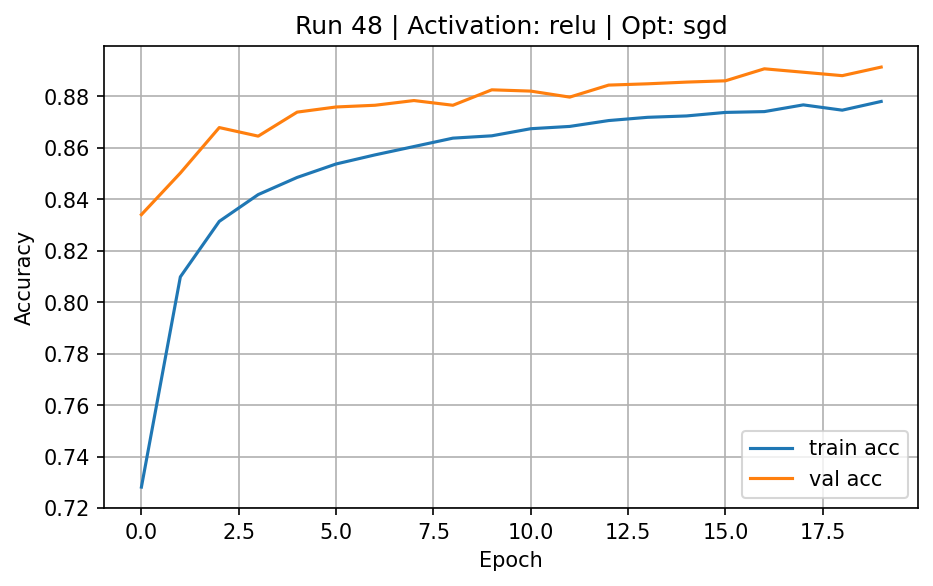 Run 48 | Activation: relu | Opt: sgd
0.88
0.86
0.84
0.82
0.80
0.78
0.76
0.74
0.72
Accuracy
train acc
val acc
0.0 2.5 5.0 7.5 10.0 12.5 15.0 17.5
Epoch